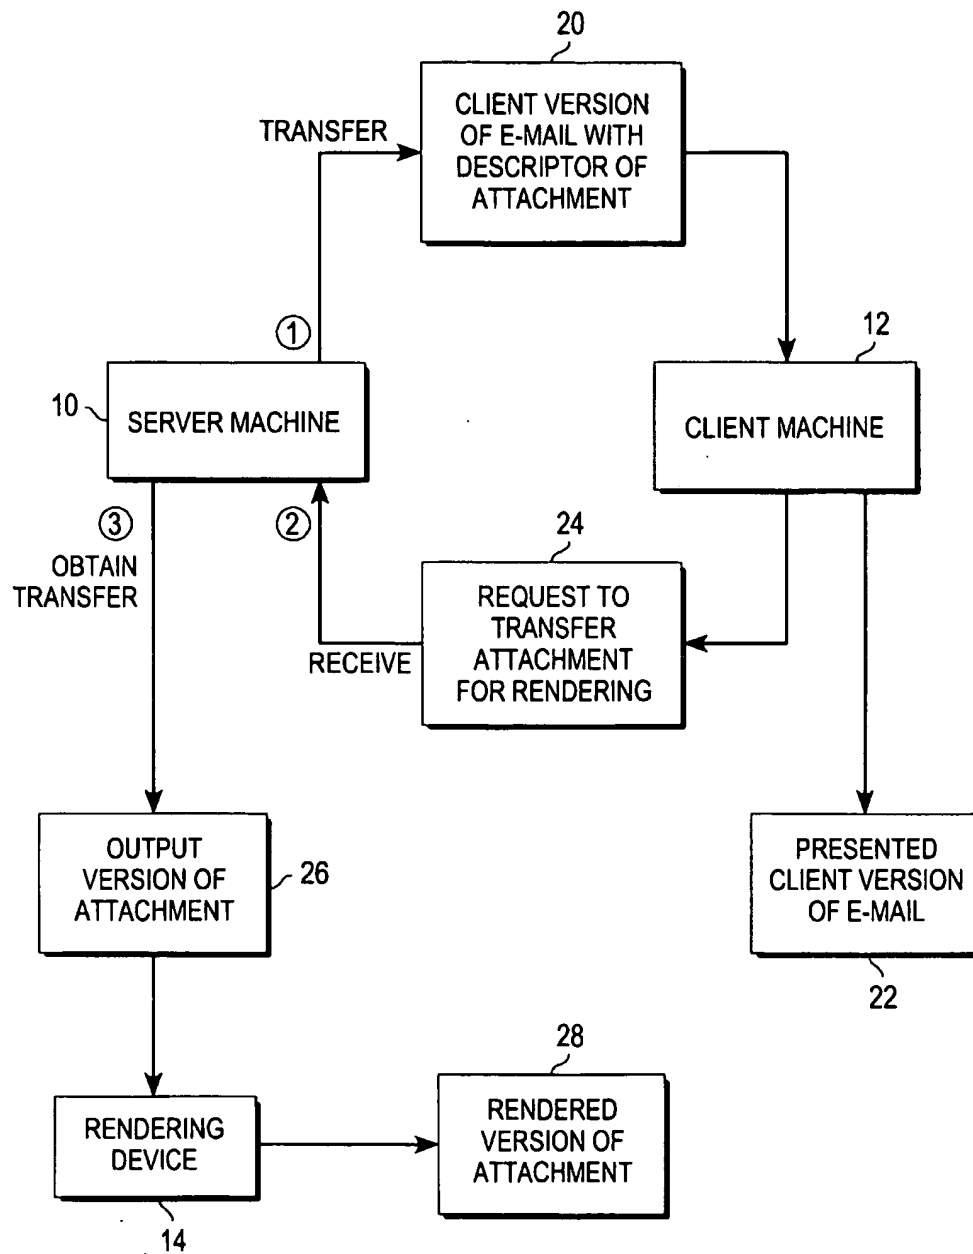 20
CLIENT VERSION
OF E-MAIL WITH
DESCRIPTOR OF
ATTACHMENT
TRANSFER
①
12
10
SERVER MACHINE
CLIENT MACHINE
③
OBTAIN
TRANSFER
②
24
REQUEST TO
TRANSFER
ATTACHMENT
FOR RENDERING
RECEIVE
OUTPUT
VERSION OF
ATTACHMENT
26
PRESENTED
CLIENT VERSION
OF E-MAIL
22
28
RENDERING
DEVICE
RENDERED
VERSION OF
ATTACHMENT
14